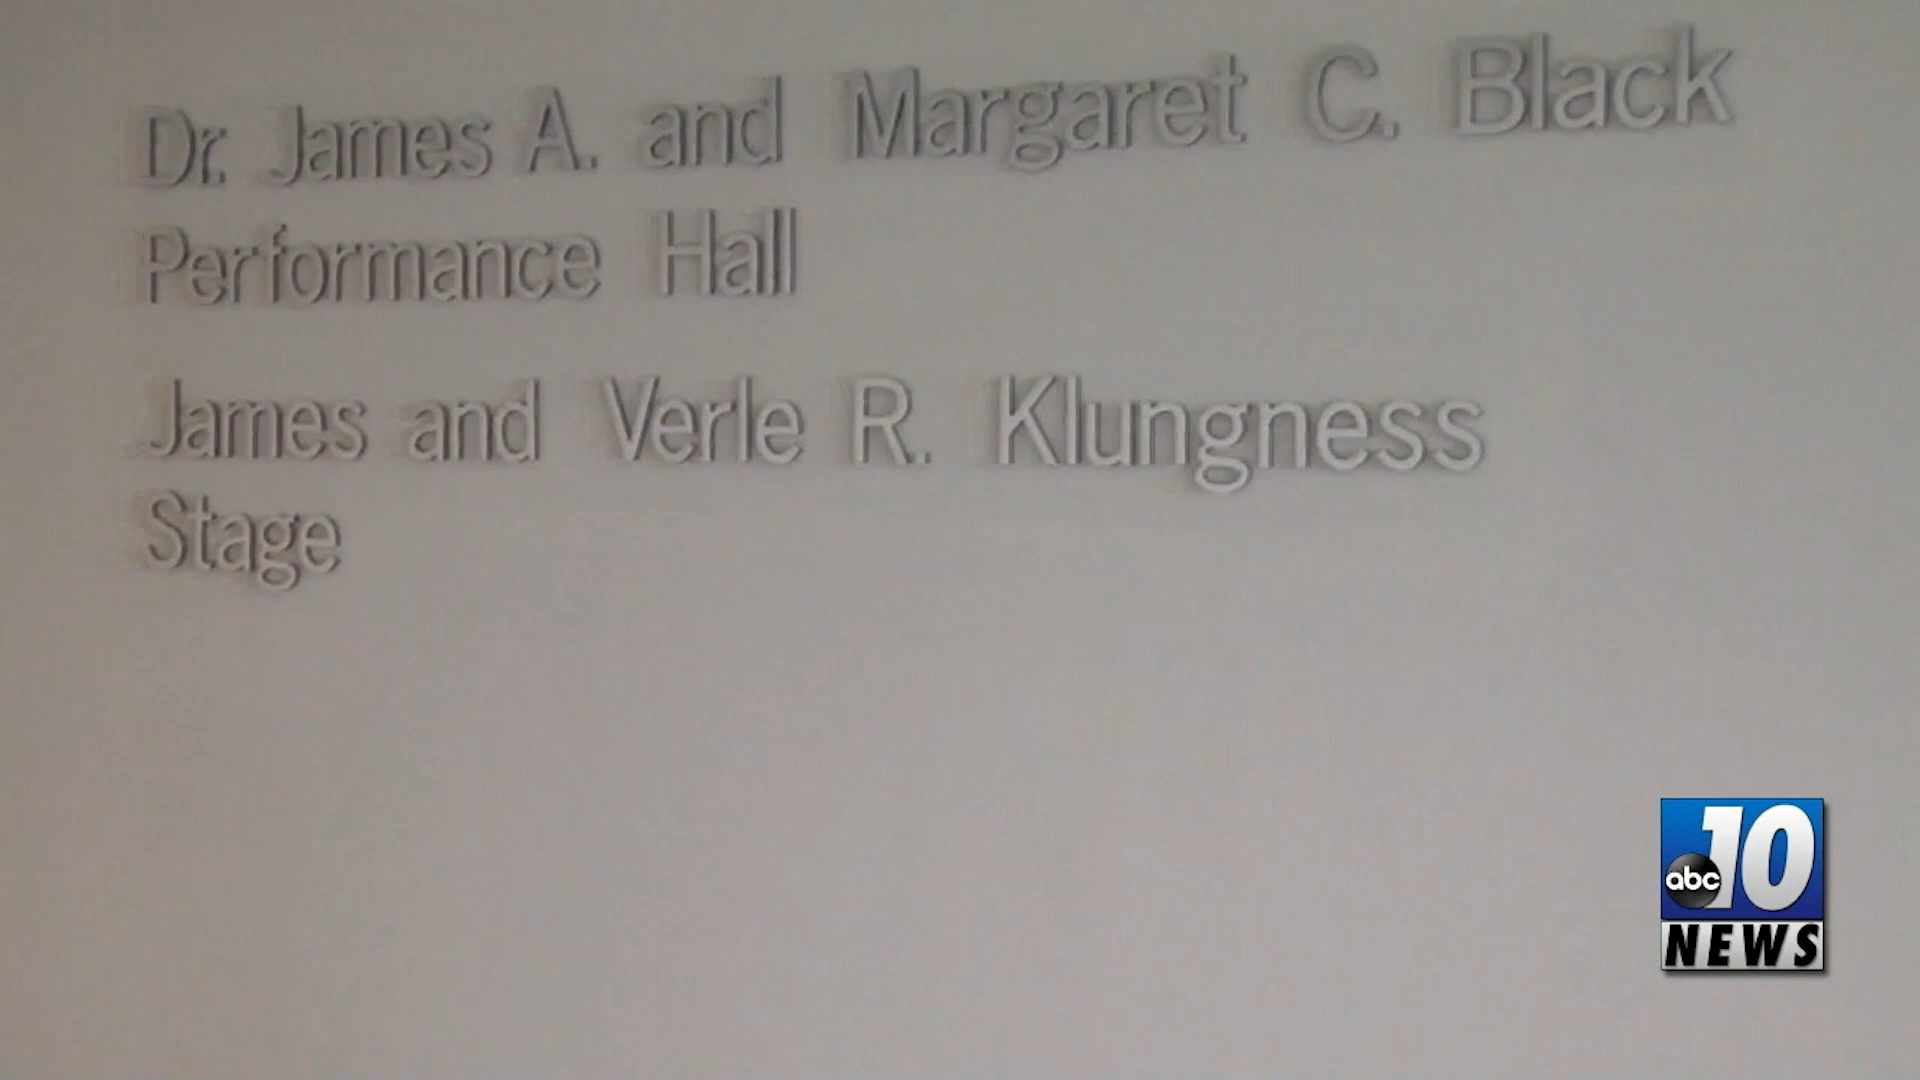 Dr. James A. and Margaret C. Black
Performance Hall
James and Verle R. Klungness
Stage
abc 10
NEWS